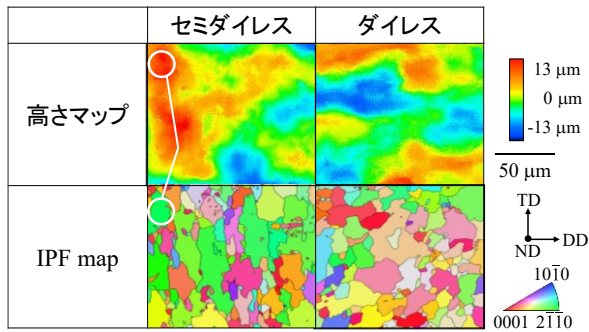 セミダイレス
ダイレス
高さマップ
13 μm
0 μm
-13 μm
50 μm
IPF map
TD
ND
DD
101̅0
0001
21̅1̅0